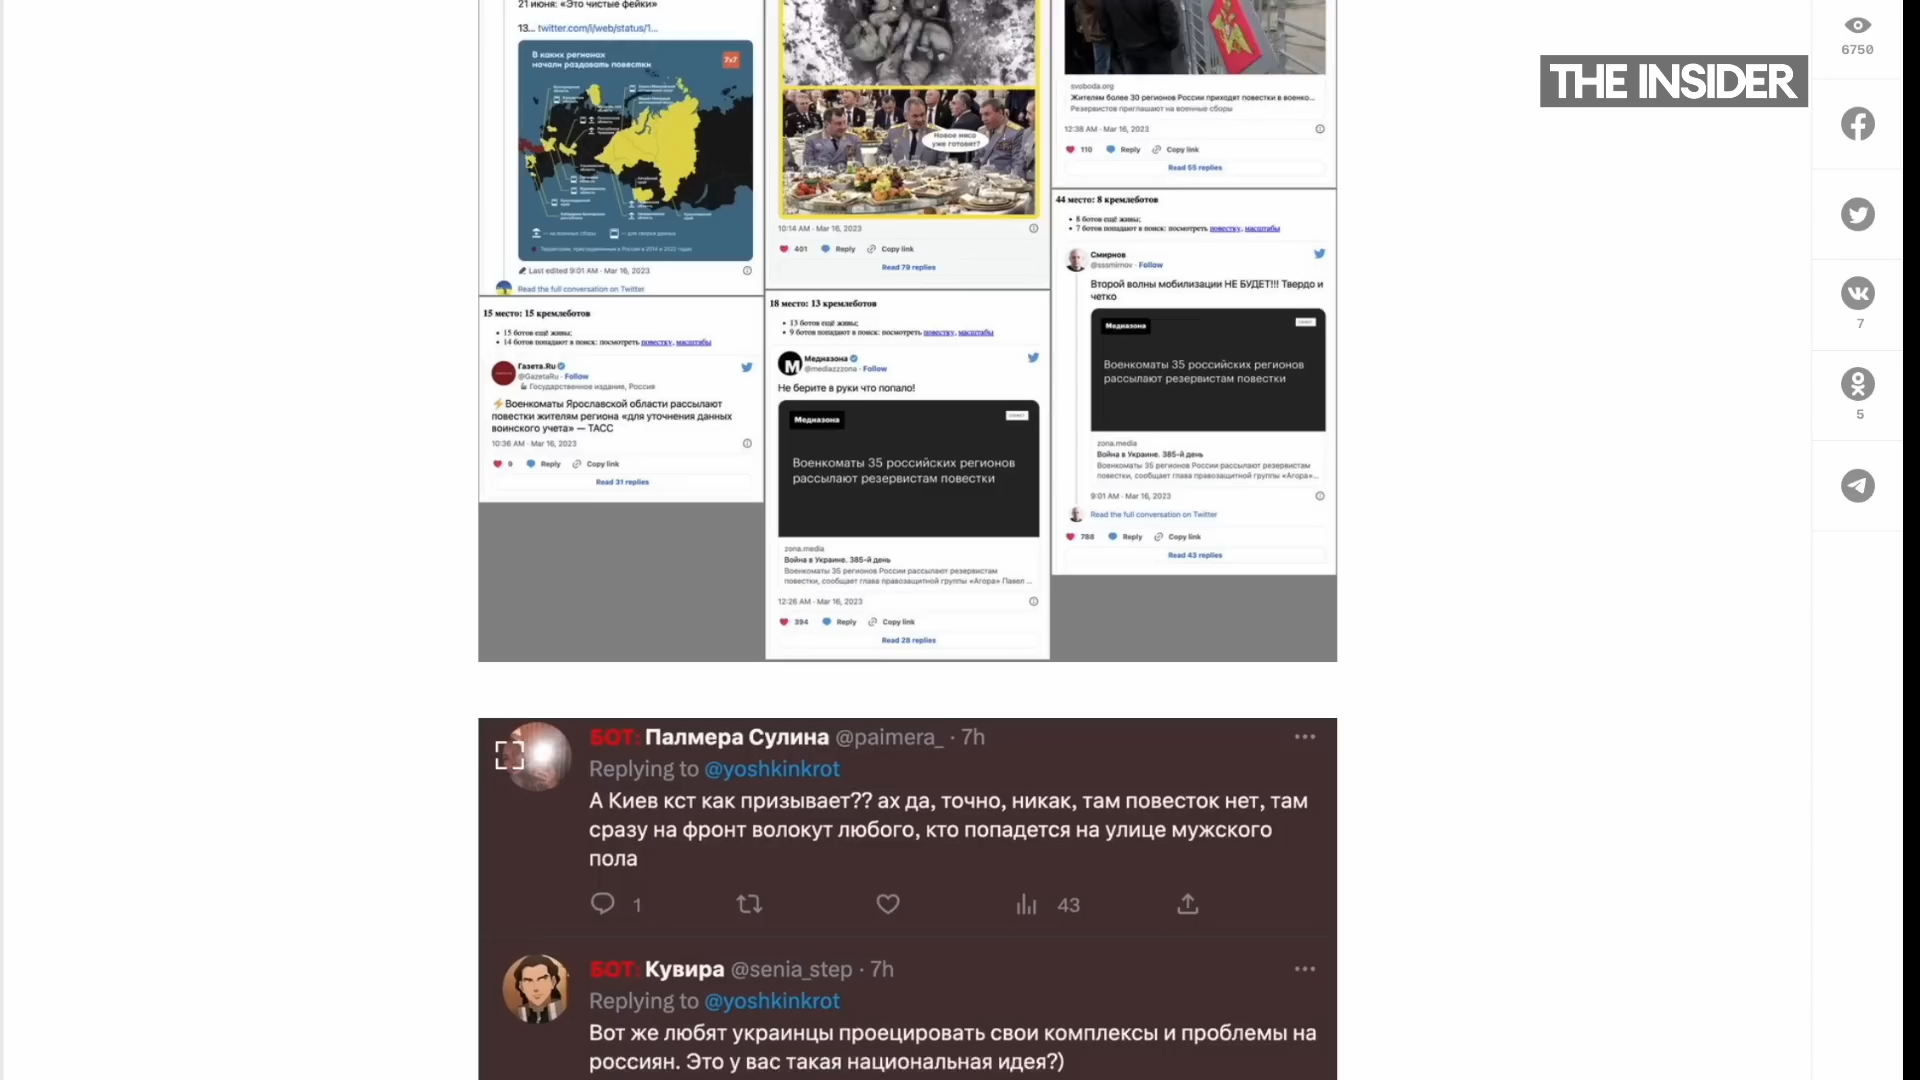 21 июня: «Это чистые фейки»
13... twitter.com/i/web/status/1...
В каких регионах
начали раздавать повестки
7x7
Last edited 9:01 AM · Mar 16, 2023
Read the full conversation on Twitter
15 место: 15 кремлеботов
• 15 ботов ещё живы;
• 14 ботов попадают в поиск: посмотреть повестку, масштабы
Газета.Ru
@GazetaRu · Follow
Государственное издание, Россия
⚡Военкоматы Ярославской области рассылают
повестки жителям региона «для уточнения данных
воинского учета» — ТАСС
10:36 AM · Mar 16, 2023
9 Reply Copy link
Read 31 replies
Новое мясо
уже готовят?
10:14 AM · Mar 16, 2023
401 Reply Copy link
Read 79 replies
18 место: 13 кремлеботов
• 13 ботов ещё живы;
• 9 ботов попадают в поиск: посмотреть повестку, масштабы
Медиазона
@mediazzzona · Follow
Не берите в руки что попало!
Медиазона
Военкоматы 35 российских регионов
рассылают резервистам повестки
zona.media
Война в Украине. 385-й день
Военкоматы 35 регионов России рассылают резервистам
повестки, сообщает глава правозащитной группы «Агора» Павел ...
12:26 AM · Mar 16, 2023
394 Reply Copy link
Read 28 replies
svoboda.org
Жителям более 30 регионов России приходят повестки в военко...
Резервистов приглашают на военные сборы
12:38 AM · Mar 16, 2023
110 Reply Copy link
Read 55 replies
44 место: 8 кремлеботов
• 8 ботов ещё живы;
• 7 ботов попадают в поиск: посмотреть повестку, масштабы
Смирнов
@sssmirnov · Follow
Второй волны мобилизации НЕ БУДЕТ!!! Твердо и
четко
Медиазона
Военкоматы 35 российских регионов
рассылают резервистам повестки
zona.media
Война в Украине. 385-й день
Военкоматы 35 регионов России рассылают резервистам
повестки, сообщает глава правозащитной группы «Агора»...
9:01 AM · Mar 16, 2023
Read the full conversation on Twitter
788 Reply Copy link
Read 43 replies
THE INSIDER
6750
7
5
БОТ: Палмера Сулина @paimera_ · 7h
Replying to @yoshkinkrot
А Киев кст как призывает?? ах да, точно, никак, там повесток нет, там
сразу на фронт волокут любого, кто попадется на улице мужского
пола
1 43
БОТ: Кувира @senia_step · 7h
Replying to @yoshkinkrot
Вот же любят украинцы проецировать свои комплексы и проблемы на
россиян. Это у вас такая национальная идея?)